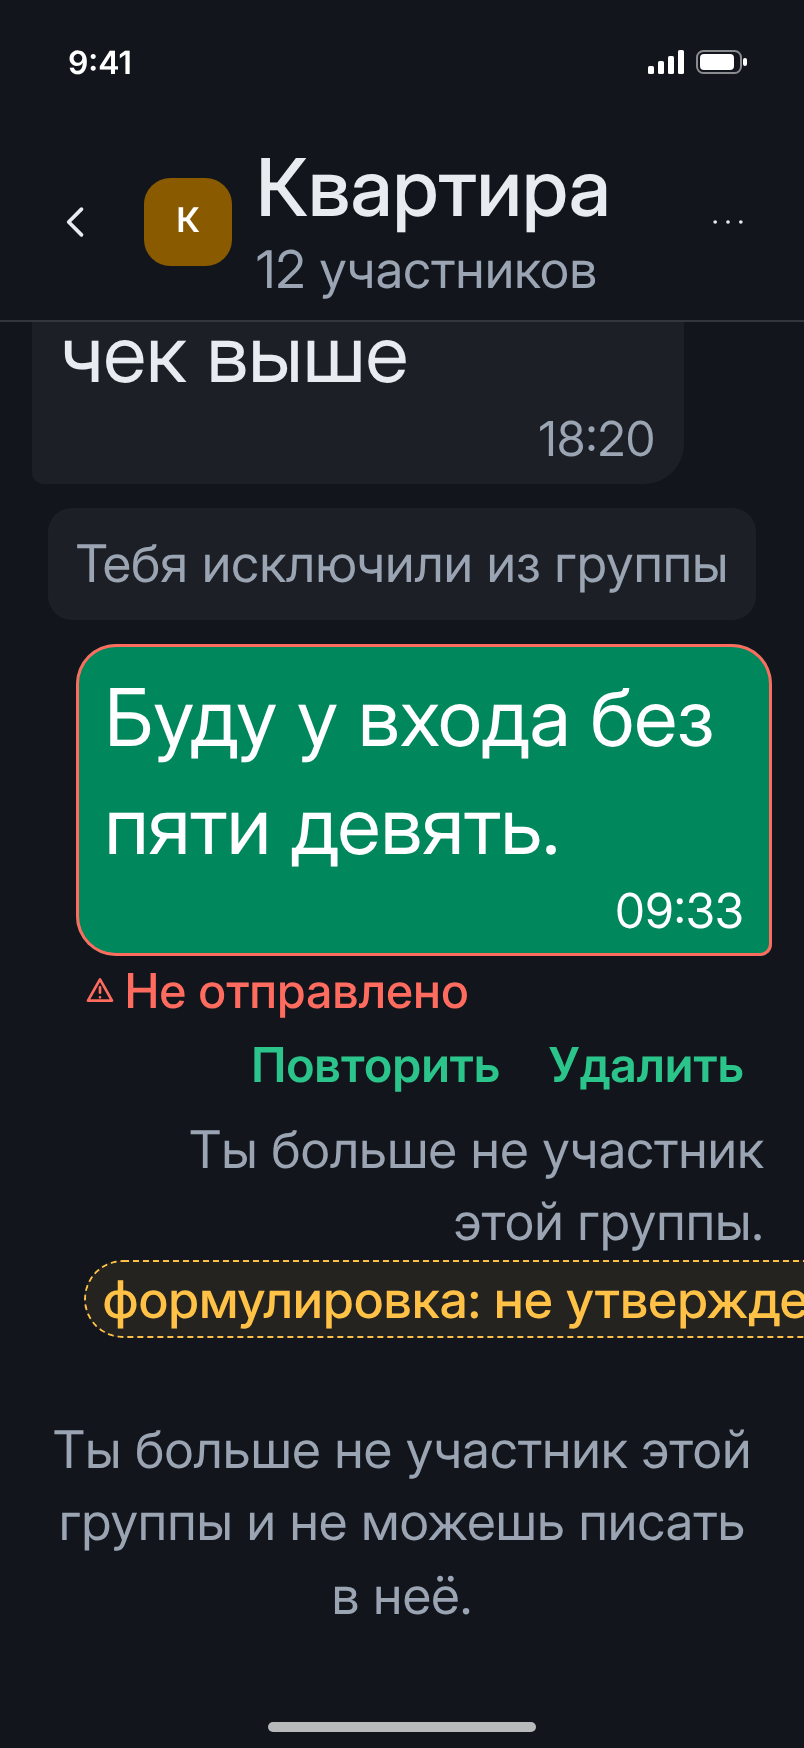 9:41
К
Квартира
12 участников
...
чек выше
18:20
Тебя исключили из группы
Буду у входа без
пяти девять.
09:33
Не отправлено
Повторить Удалить
Ты больше не участник
этой группы.
формулировка: не утвержде
Ты больше не участник этой
группы и не можешь писать
в неё.